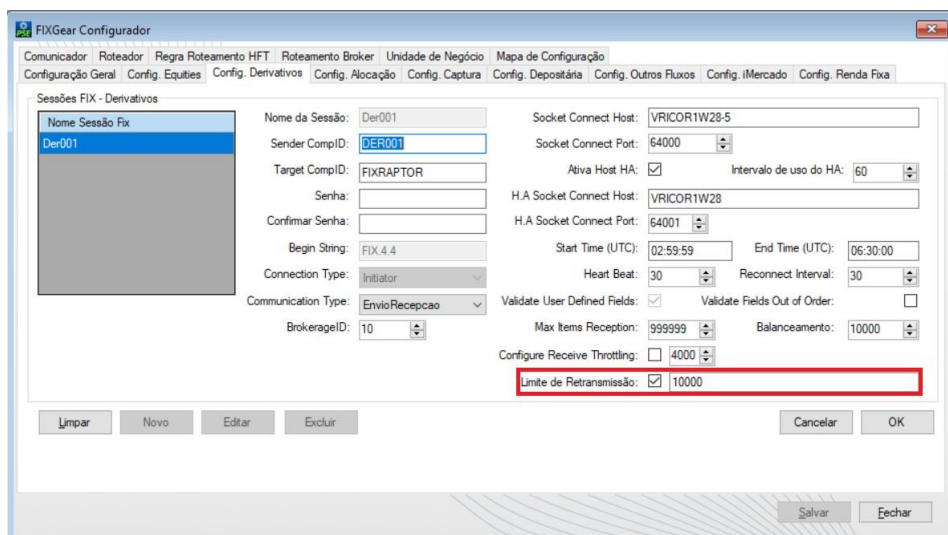 PSE FIXGear Configurador
Comunicador Roteador Regra Roteamento HFT Roteamento Broker Unidade de Negócio Mapa de Configuração
Configuração Geral Config. Equities Config. Derivativos Config. Alocação Config. Captura Config. Depositária Config. Outros Fluxos Config. iMercado Config. Renda Fixa
Sessões FIX - Derivativos
Nome Sessão Fix
Der001
Nome da Sessão: Der001
Sender CompID: DER001
Target CompID: FIXRAPTOR
Senha:
Confirmar Senha:
Begin String: FIX.4.4
Connection Type: Initiator
Communication Type: EnvioRecepcao
BrokerageID: 10
Socket Connect Host: VRICOR1W28-5
Socket Connect Port: 64000
Ativa Host HA: Intervalo de uso do HA: 60
H.A Socket Connect Host: VRICOR1W28
H.A Socket Connect Port: 64001
Start Time (UTC): 02:59:59 End Time (UTC): 06:30:00
Heart Beat: 30 Reconnect Interval: 30
Validate User Defined Fields: Validate Fields Out of Order:
Max Items Reception: 999999 Balanceamento: 10000
Configure Receive Throttling: 4000
Limite de Retransmissão: 10000
Limpar Novo Editar Excluir Cancelar OK
Salvar Fechar